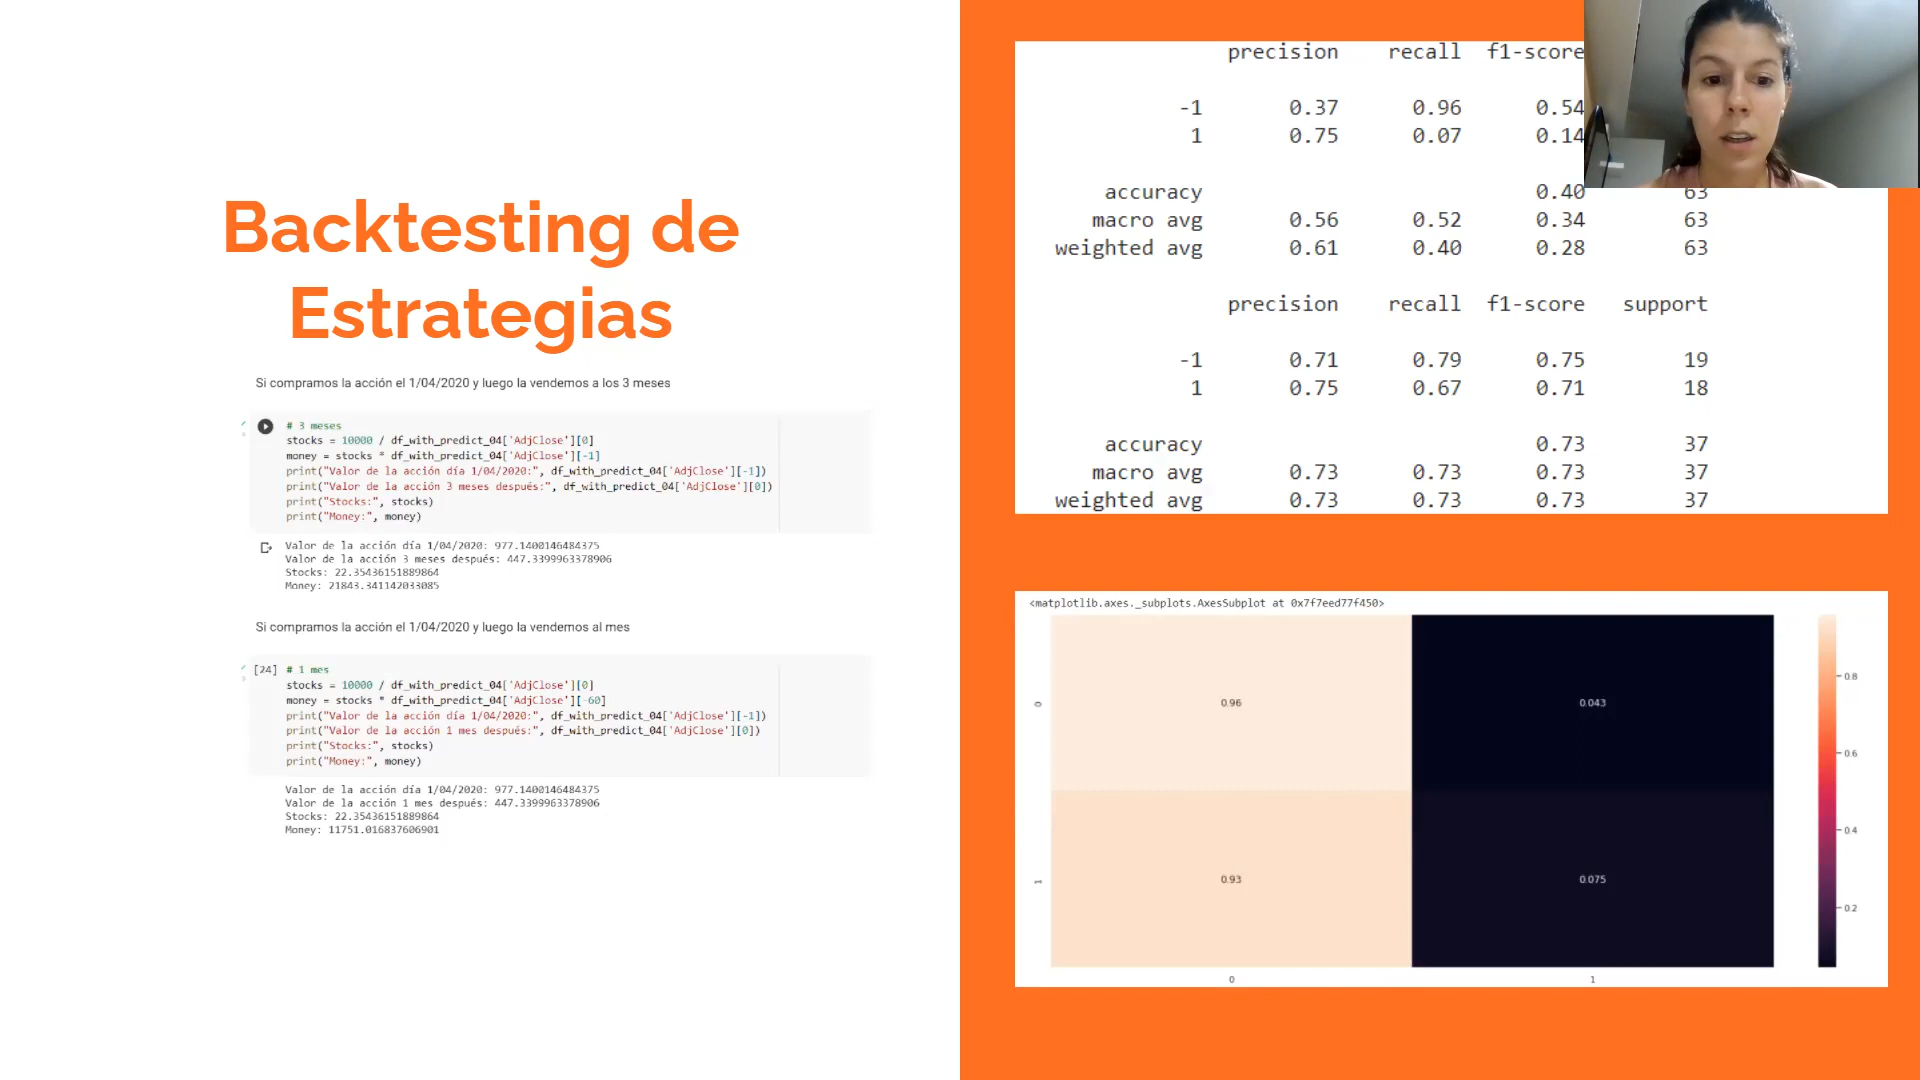 Backtesting de
Estrategias
Si compramos la acción el 1/04/2020 y luego la vendemos a los 3 meses
# 3 meses
stocks = 10000 / df_with_predict_04['AdjClose'][0]
money = stocks * df_with_predict_04['AdjClose'][-1]
print("Valor de la acción día 1/04/2020:", df_with_predict_04['AdjClose'][-1])
print("Valor de la acción 3 meses después:", df_with_predict_04['AdjClose'][0])
print("Stocks:", stocks)
print("Money:", money)
Valor de la acción día 1/04/2020: 977.1400146484375
Valor de la acción 3 meses después: 447.3399963378906
Stocks: 22.35436151889864
Money: 21843.341142033085
Si compramos la acción el 1/04/2020 y luego la vendemos al mes
[24] # 1 mes
stocks = 10000 / df_with_predict_04['AdjClose'][0]
money = stocks * df_with_predict_04['AdjClose'][-60]
print("Valor de la acción día 1/04/2020:", df_with_predict_04['AdjClose'][-1])
print("Valor de la acción 1 mes después:", df_with_predict_04['AdjClose'][0])
print("Stocks:", stocks)
print("Money:", money)
Valor de la acción día 1/04/2020: 977.1400146484375
Valor de la acción 1 mes después: 447.3399963378906
Stocks: 22.35436151889864
Money: 11751.016837606901
precision recall f1-score
-1 0.37 0.96 0.54
1 0.75 0.07 0.14
accuracy 0.40 63
macro avg 0.56 0.52 0.34 63
weighted avg 0.61 0.40 0.28 63
precision recall f1-score support
-1 0.71 0.79 0.75 19
1 0.75 0.67 0.71 18
accuracy 0.73 37
macro avg 0.73 0.73 0.73 37
weighted avg 0.73 0.73 0.73 37
<matplotlib.axes._subplots.AxesSubplot at 0x7f7eed77f450>
0 0.96 0.043
1 0.93 0.075
0 1
0.8
0.6
0.4
0.2